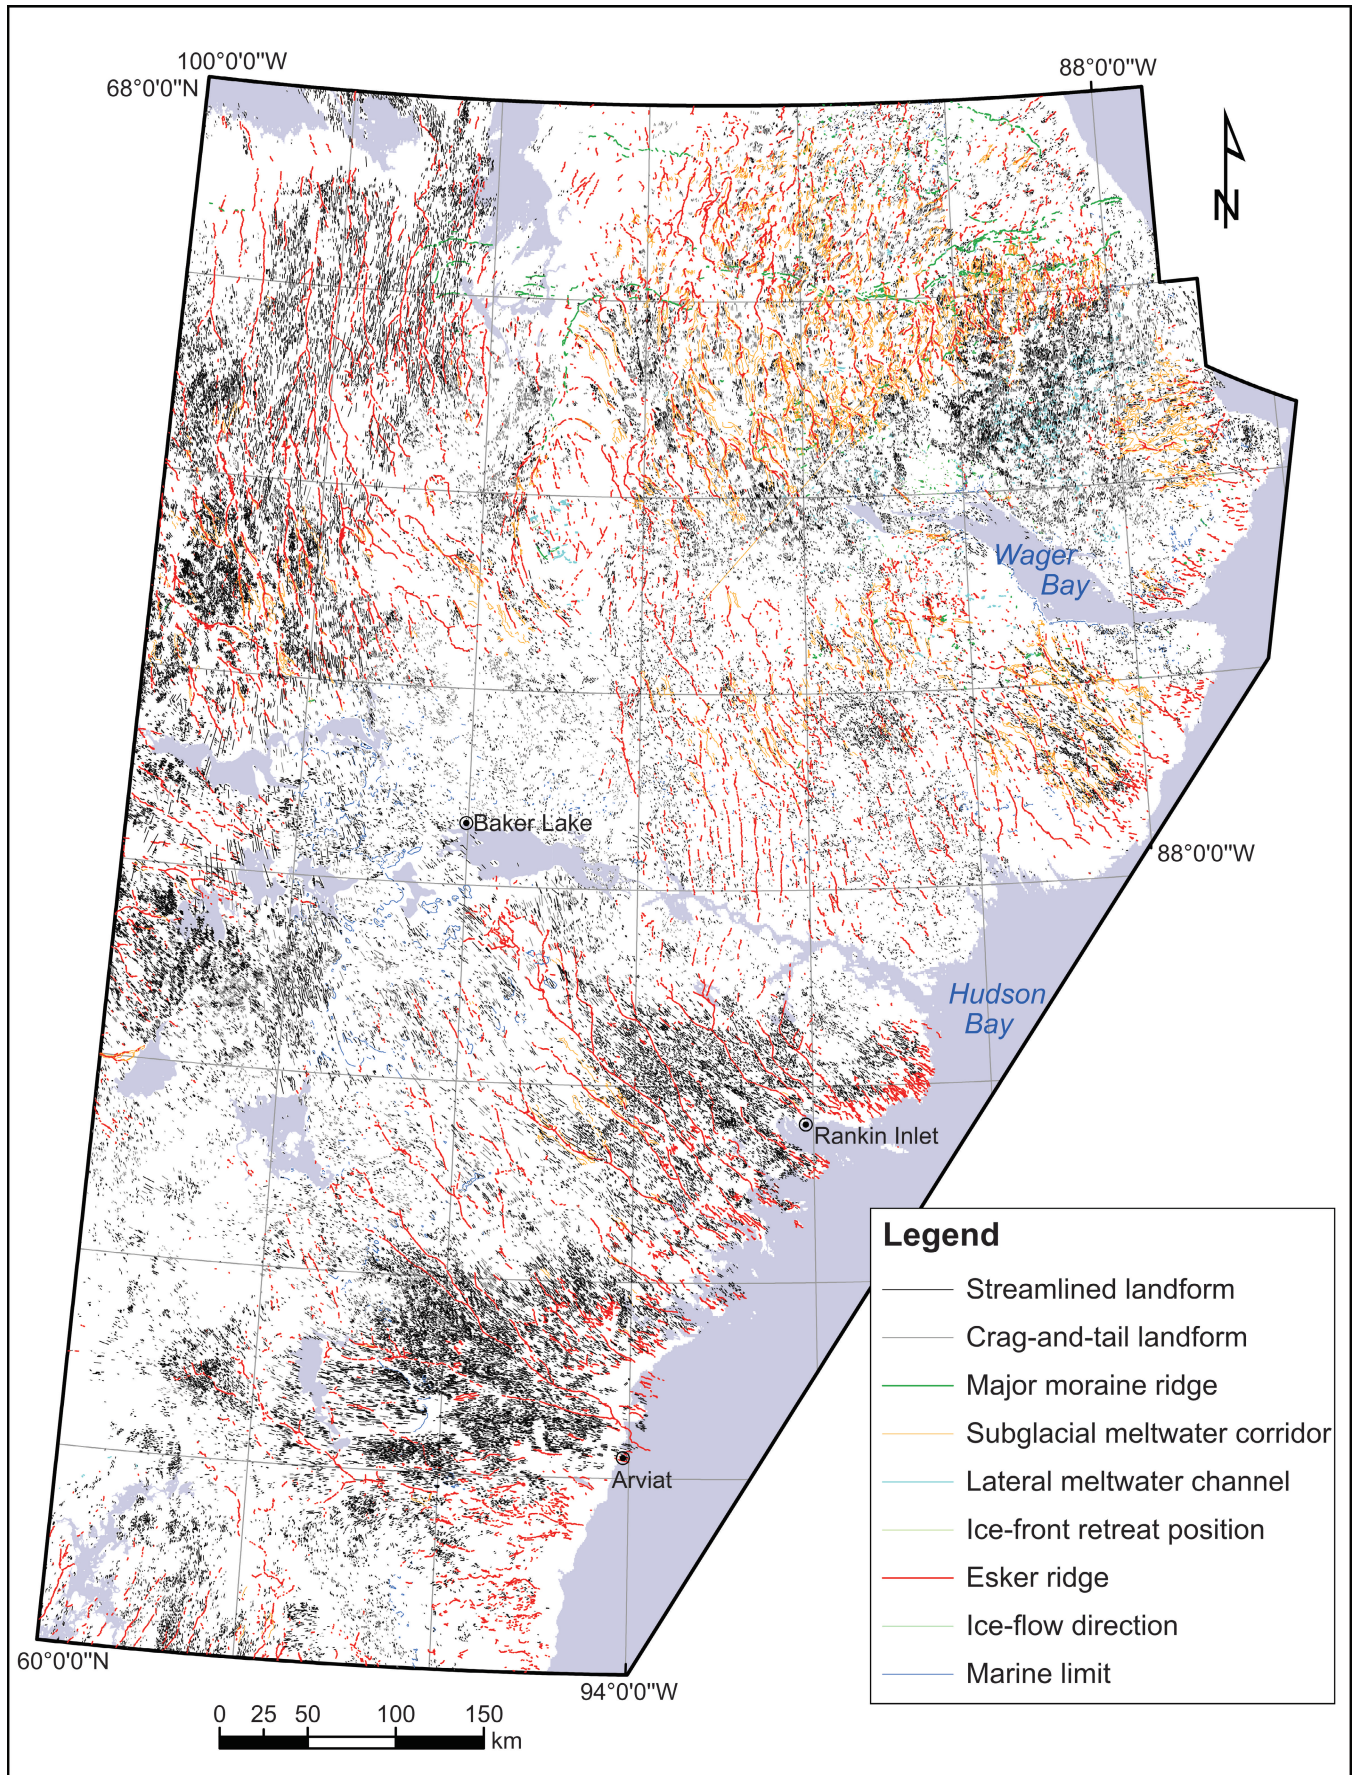 100°0'0"W
88°0'0"W
68°0'0"N
N
Wager
Bay
Baker Lake
88°0'0"W
Hudson
Bay
Rankin Inlet
Legend
Streamlined landform
Crag-and-tail landform
Major moraine ridge
Subglacial meltwater corridor
Lateral meltwater channel
Ice-front retreat position
Esker ridge
Ice-flow direction
Marine limit
Arviat
60°0'0"N
94°0'0"W
0 25 50 100 150
km